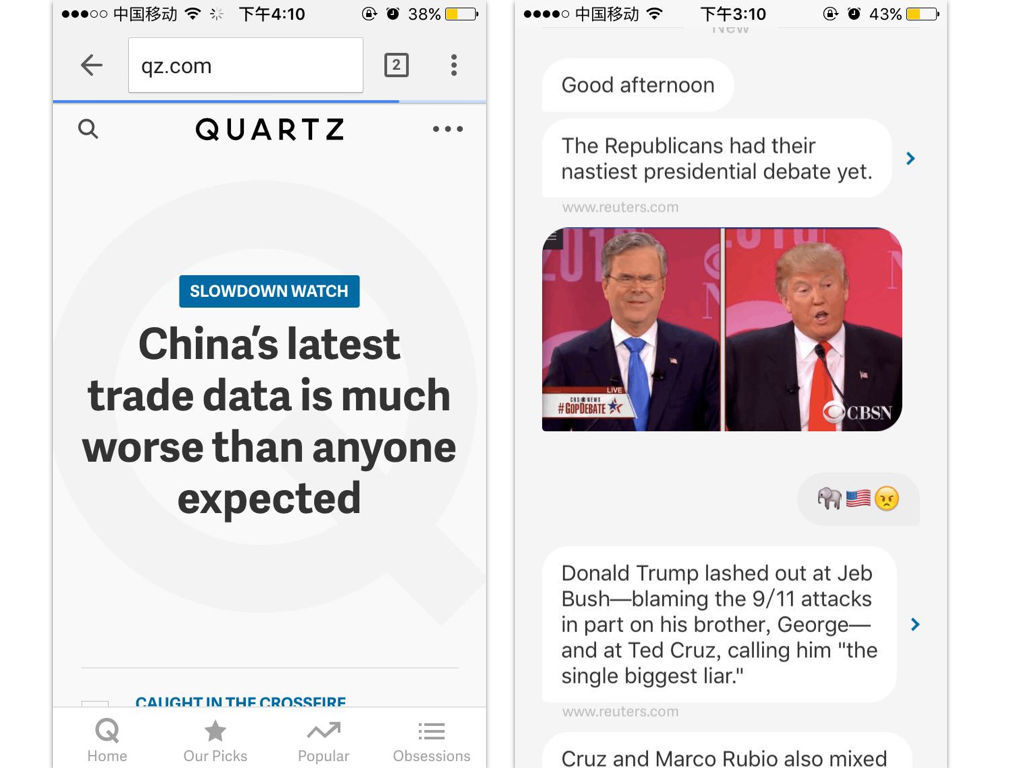 中国移动 下午4:10 38%
qz.com 2
QUARTZ
SLOWDOWN WATCH
China's latest
trade data is much
worse than anyone
expected
CAUGHT IN THE CROSSFIRE
Home Our Picks Popular Obsessions
中国移动 下午3:10 43%
New
Good afternoon
The Republicans had their
nastiest presidential debate yet.
www.reuters.com
LIVE
CBS NEWS
#GOPDEBATE
CBSN
Donald Trump lashed out at Jeb
Bush—blaming the 9/11 attacks
in part on his brother, George—
and at Ted Cruz, calling him "the
single biggest liar."
www.reuters.com
Cruz and Marco Rubio also mixed